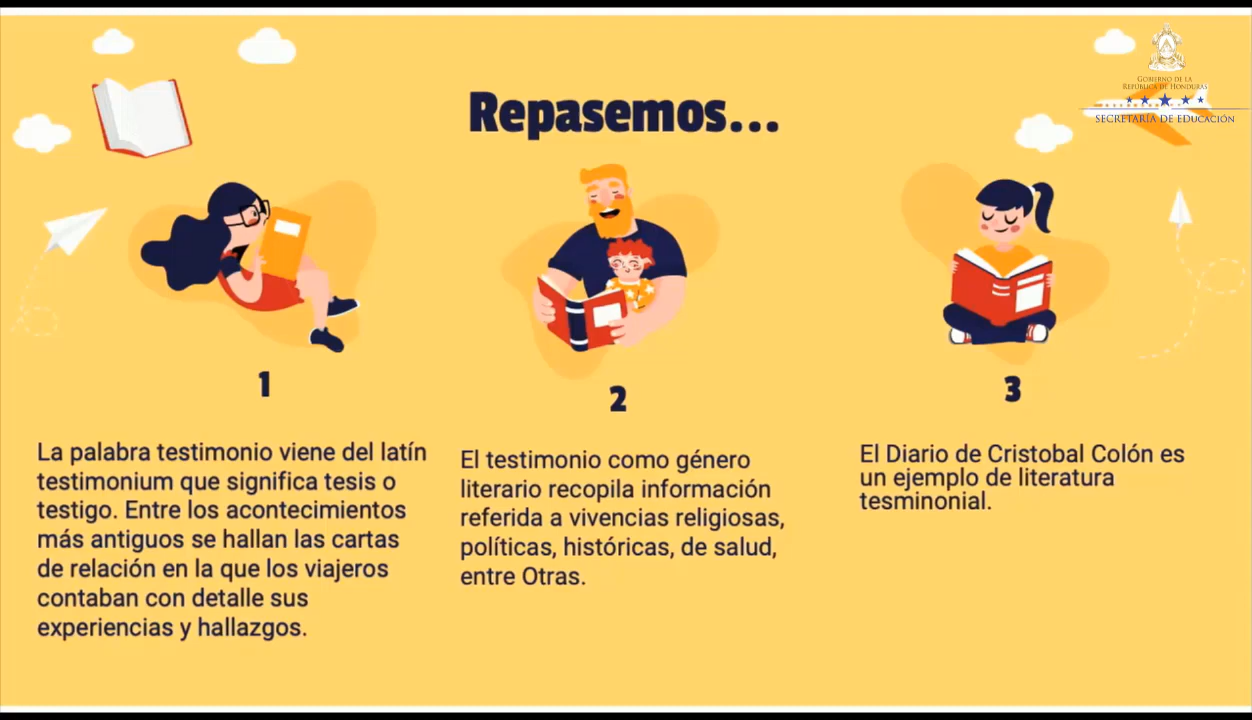 GOBIERNO DE LA
REPÚBLICA DE HONDURAS
SECRETARÍA DE EDUCACIÓN
Repasemos...
1
La palabra testimonio viene del latín
testimonium que significa tesis o
testigo. Entre los acontecimientos
más antiguos se hallan las cartas
de relación en la que los viajeros
contaban con detalle sus
experiencias y hallazgos.
2
El testimonio como género
literario recopila información
referida a vivencias religiosas,
políticas, históricas, de salud,
entre Otras.
3
El Diario de Cristobal Colón es
un ejemplo de literatura
tesminonial.